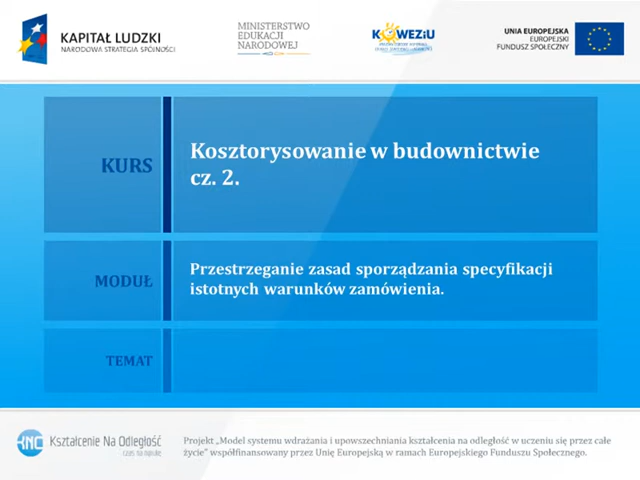 KAPITAŁ LUDZKI
NARODOWA STRATEGIA SPÓJNOŚCI
MINISTERSTWO
EDUKACJI
NARODOWEJ
KOWEZiU
UNIA EUROPEJSKA
EUROPEJSKI
FUNDUSZ SPOŁECZNY
KURS
Kosztorysowanie w budownictwie
cz. 2.
MODUŁ
Przestrzeganie zasad sporządzania specyfikacji
istotnych warunków zamówienia.
TEMAT
KNO Kształcenie Na Odległość
czas na naukę
Projekt „Model systemu wdrażania i upowszechniania kształcenia na odległość w uczeniu się przez całe
życie” współfinansowany przez Unię Europejską w ramach Europejskiego Funduszu Społecznego.